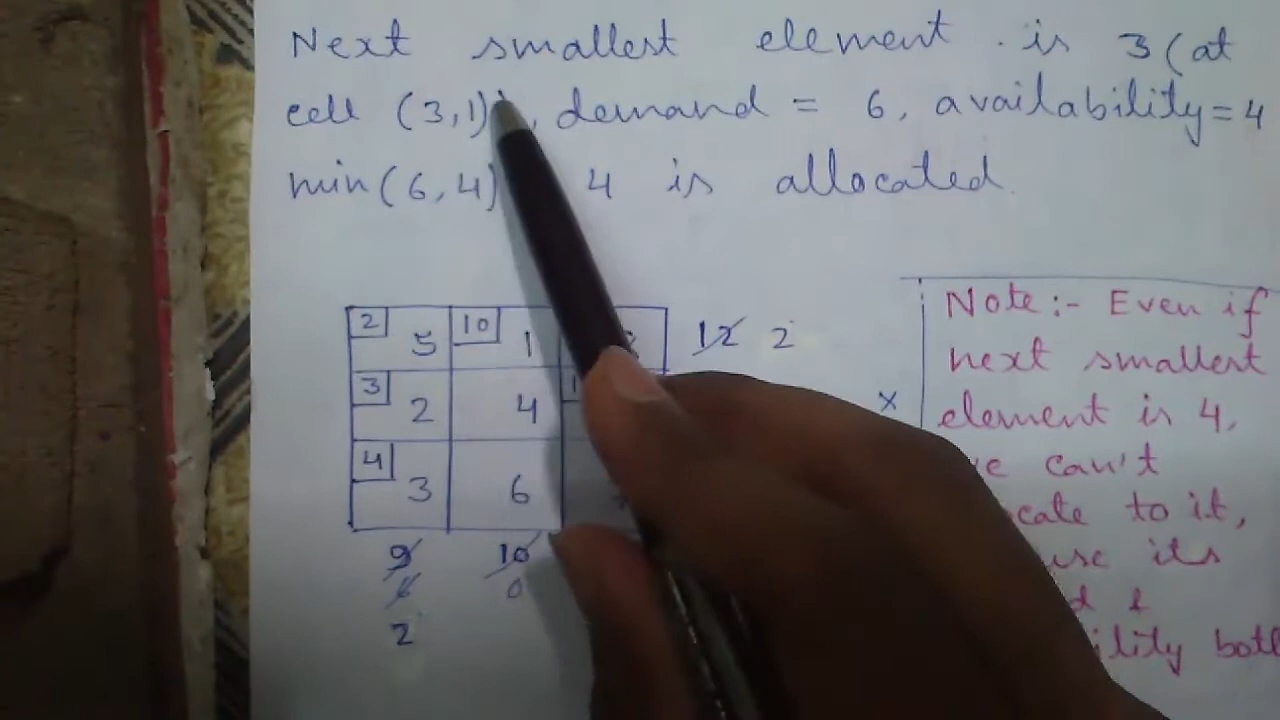 Next smallest element is 3 (at
cell (3,1)), demand = 6, availability = 4
min(6,4) 4 is allocated.
2 5 10 1 12 2
3 2 4
4 3 6
9 10
6 0
2
x
Note:- Even if
next smallest
element is 4,
can't
to it,
its
&
both